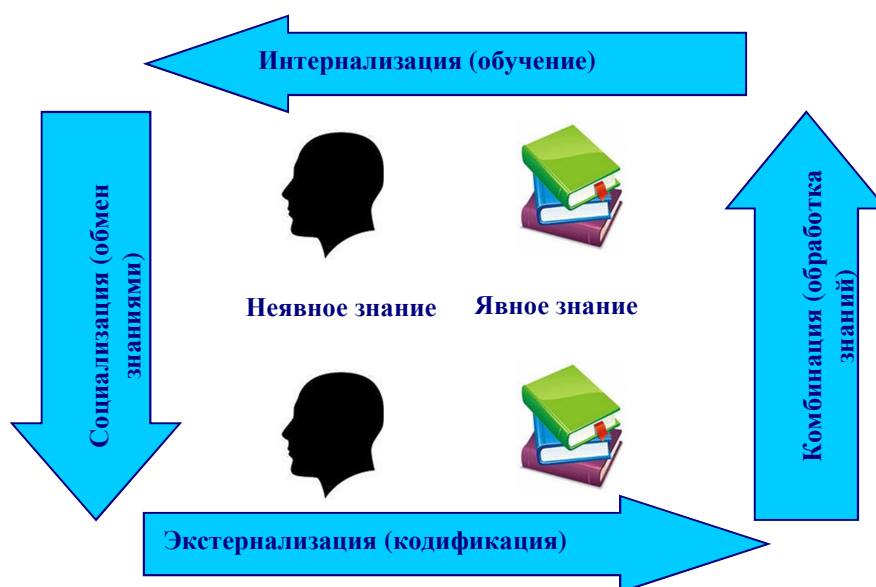 Интернализация (обучение)
Социализация (обмен
знаниями)
Неявное знание
Явное знание
Комбинация (обработка
знаний)
Экстернализация (кодификация)